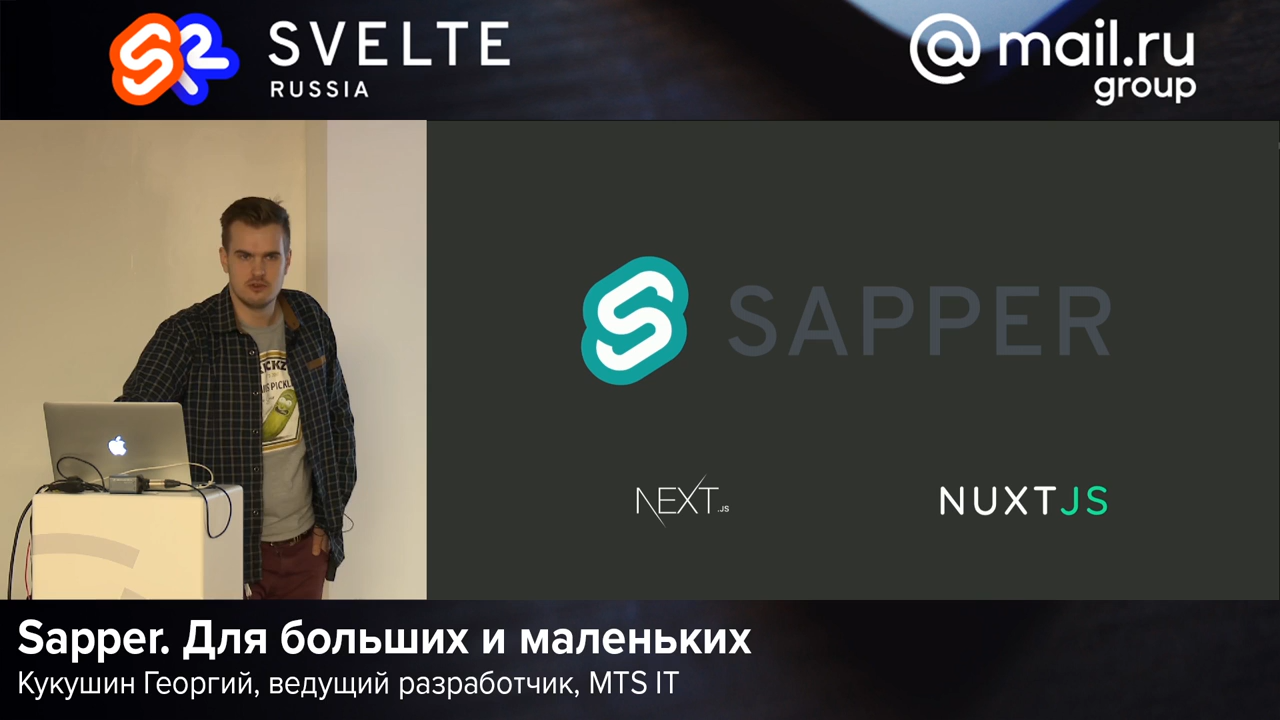 SVELTE
RUSSIA
@mail.ru
group
SAPPER
NEXT.JS
NUXTJS
Sapper. Для больших и маленьких
Кукушин Георгий, ведущий разработчик, MTS IT